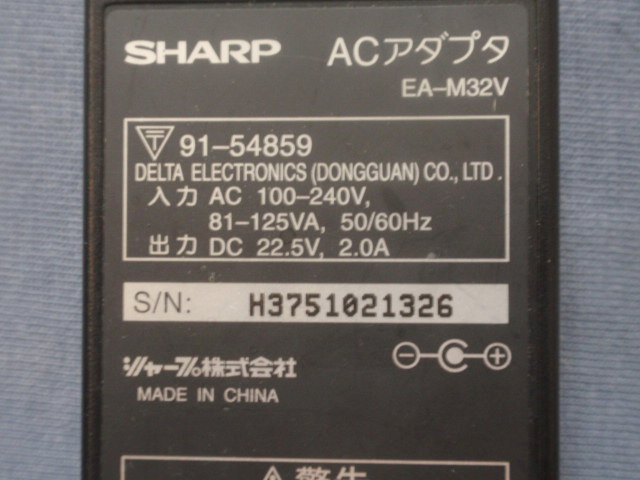 SHARP ACアダプタ
EA-M32V
〒 91-54859
DELTA ELECTRONICS (DONGGUAN) CO., LTD.
入力 AC 100-240V,
81-125VA, 50/60Hz
出力 DC 22.5V, 2.0A
S/N: H3751021326
シャープ株式会社
MADE IN CHINA
警告